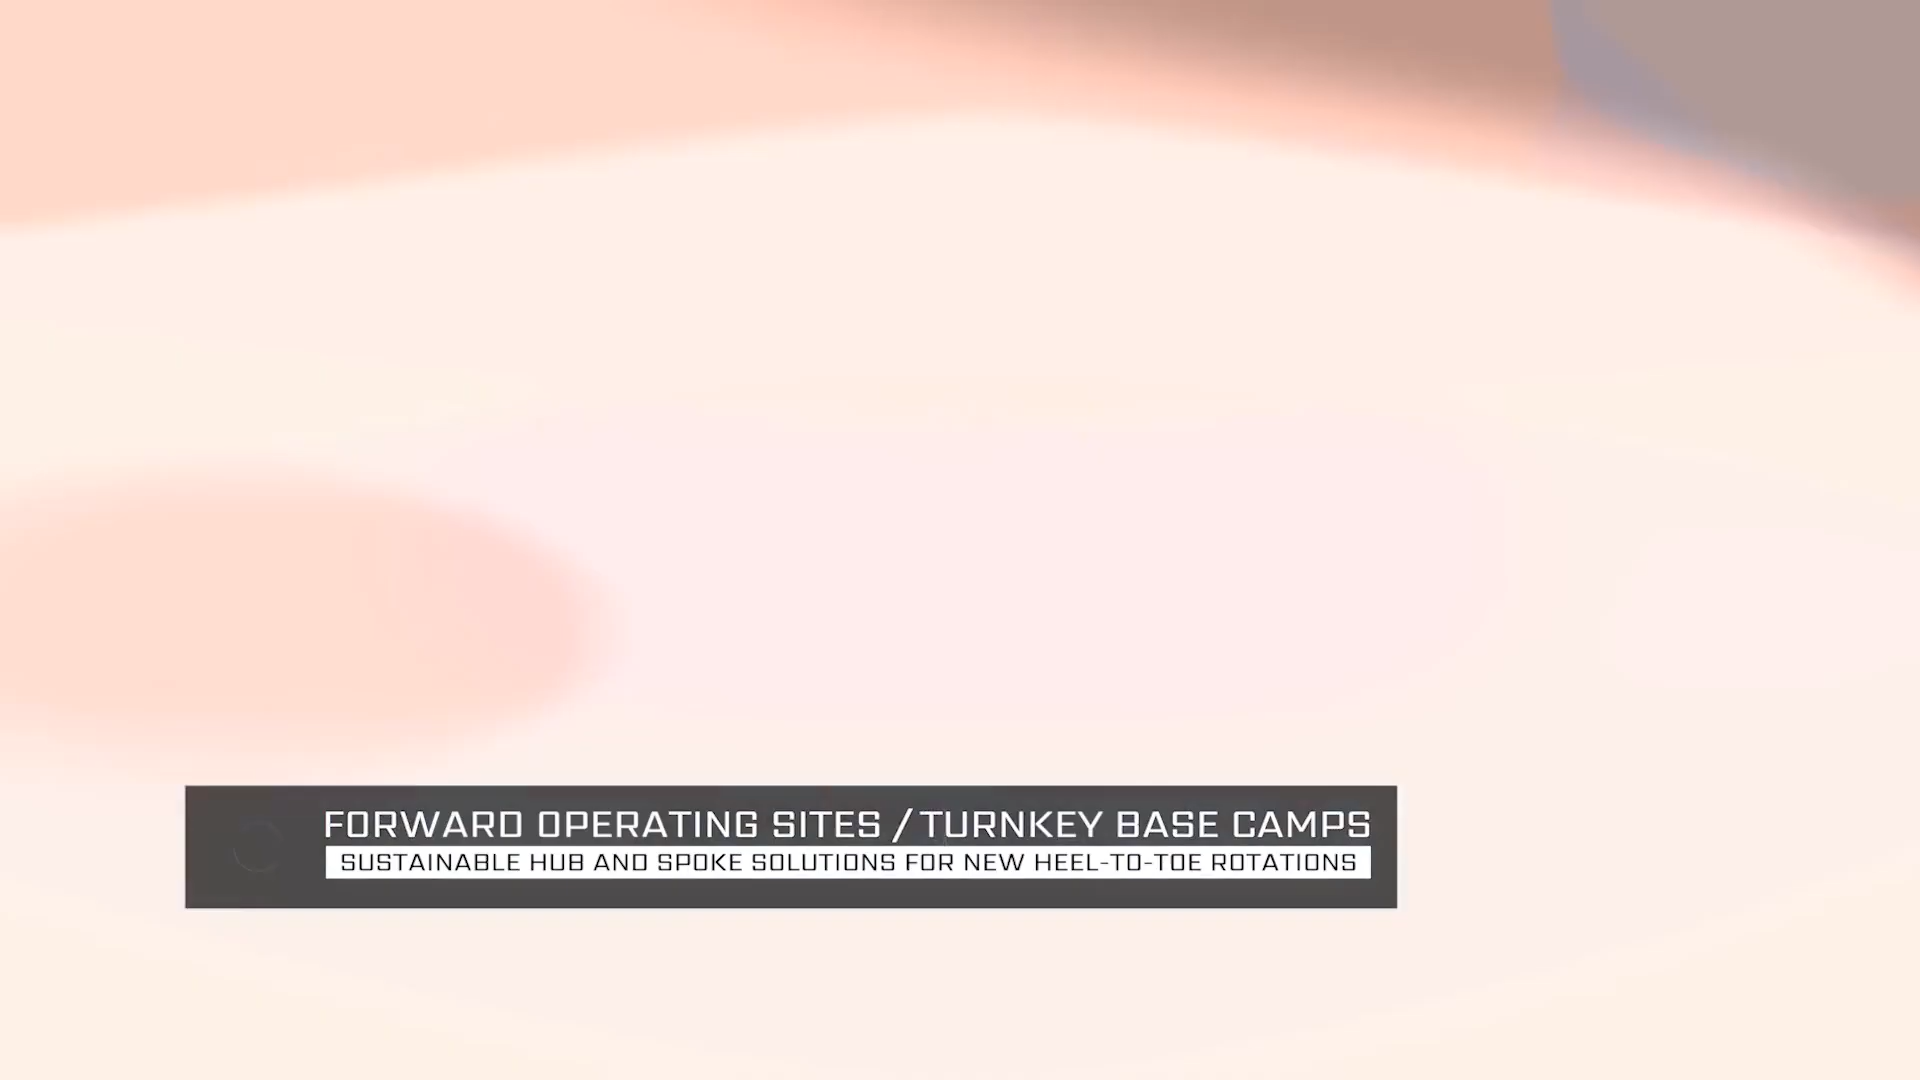 FORWARD OPERATING SITES / TURNKEY BASE CAMPS
SUSTAINABLE HUB AND SPOKE SOLUTIONS FOR NEW HEEL-TO-TOE ROTATIONS